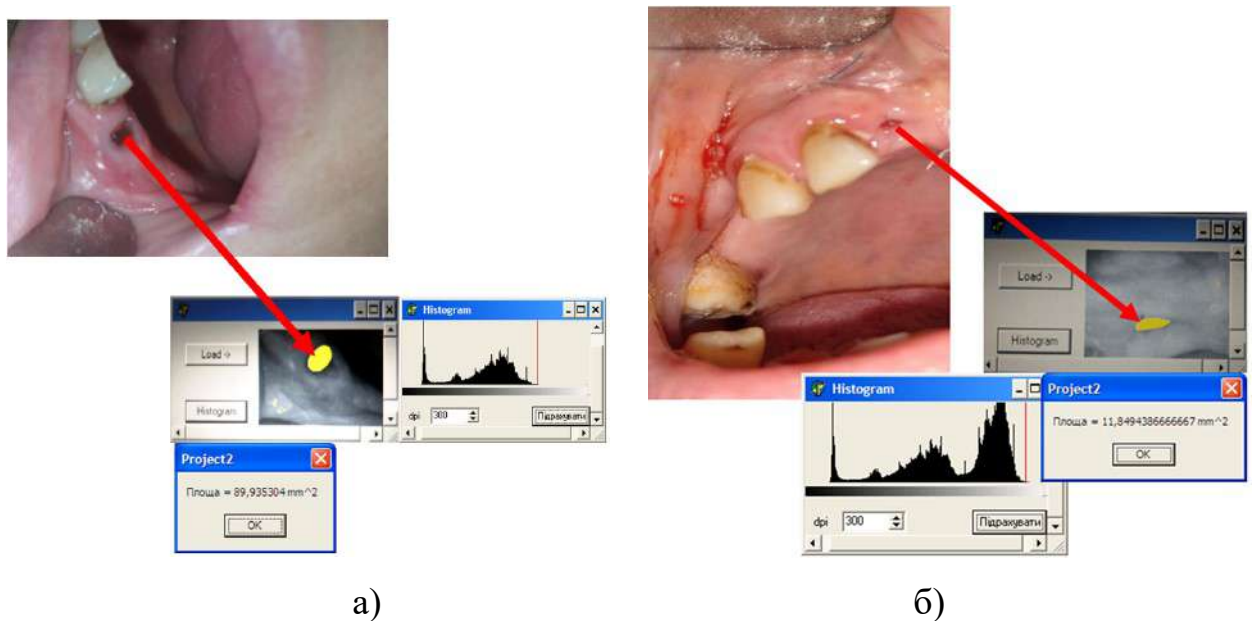 Load ->
Histogram
Histogram
dpi 300 Підрахувати
Project2
Площа = 89,935304 mm^2
OK
Load ->
Histogram
Histogram
dpi 300 Підрахувати
Project2
Площа = 11,8494386666667 mm^2
OK
а)
б)